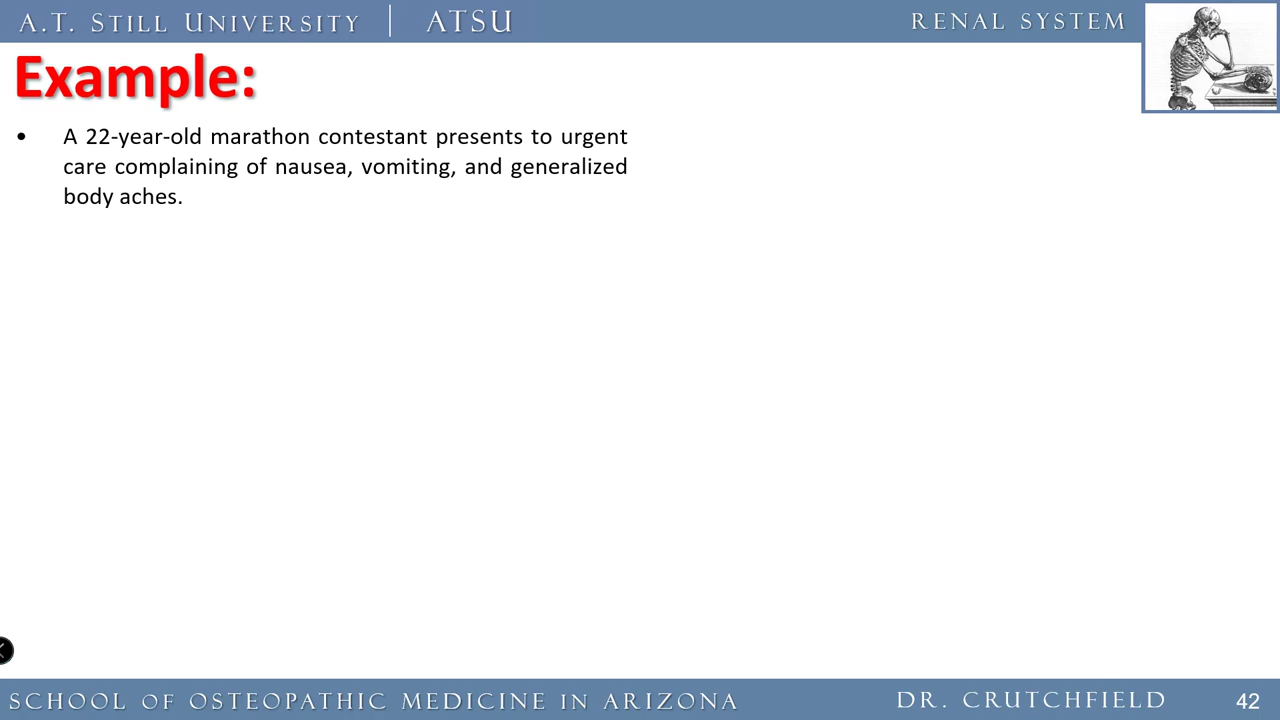 A.T. STILL UNIVERSITY | ATSU
RENAL SYSTEM
Example:
• A 22-year-old marathon contestant presents to urgent
care complaining of nausea, vomiting, and generalized
body aches.
SCHOOL OF OSTEOPATHIC MEDICINE IN ARIZONA
DR. CRUTCHFIELD
42